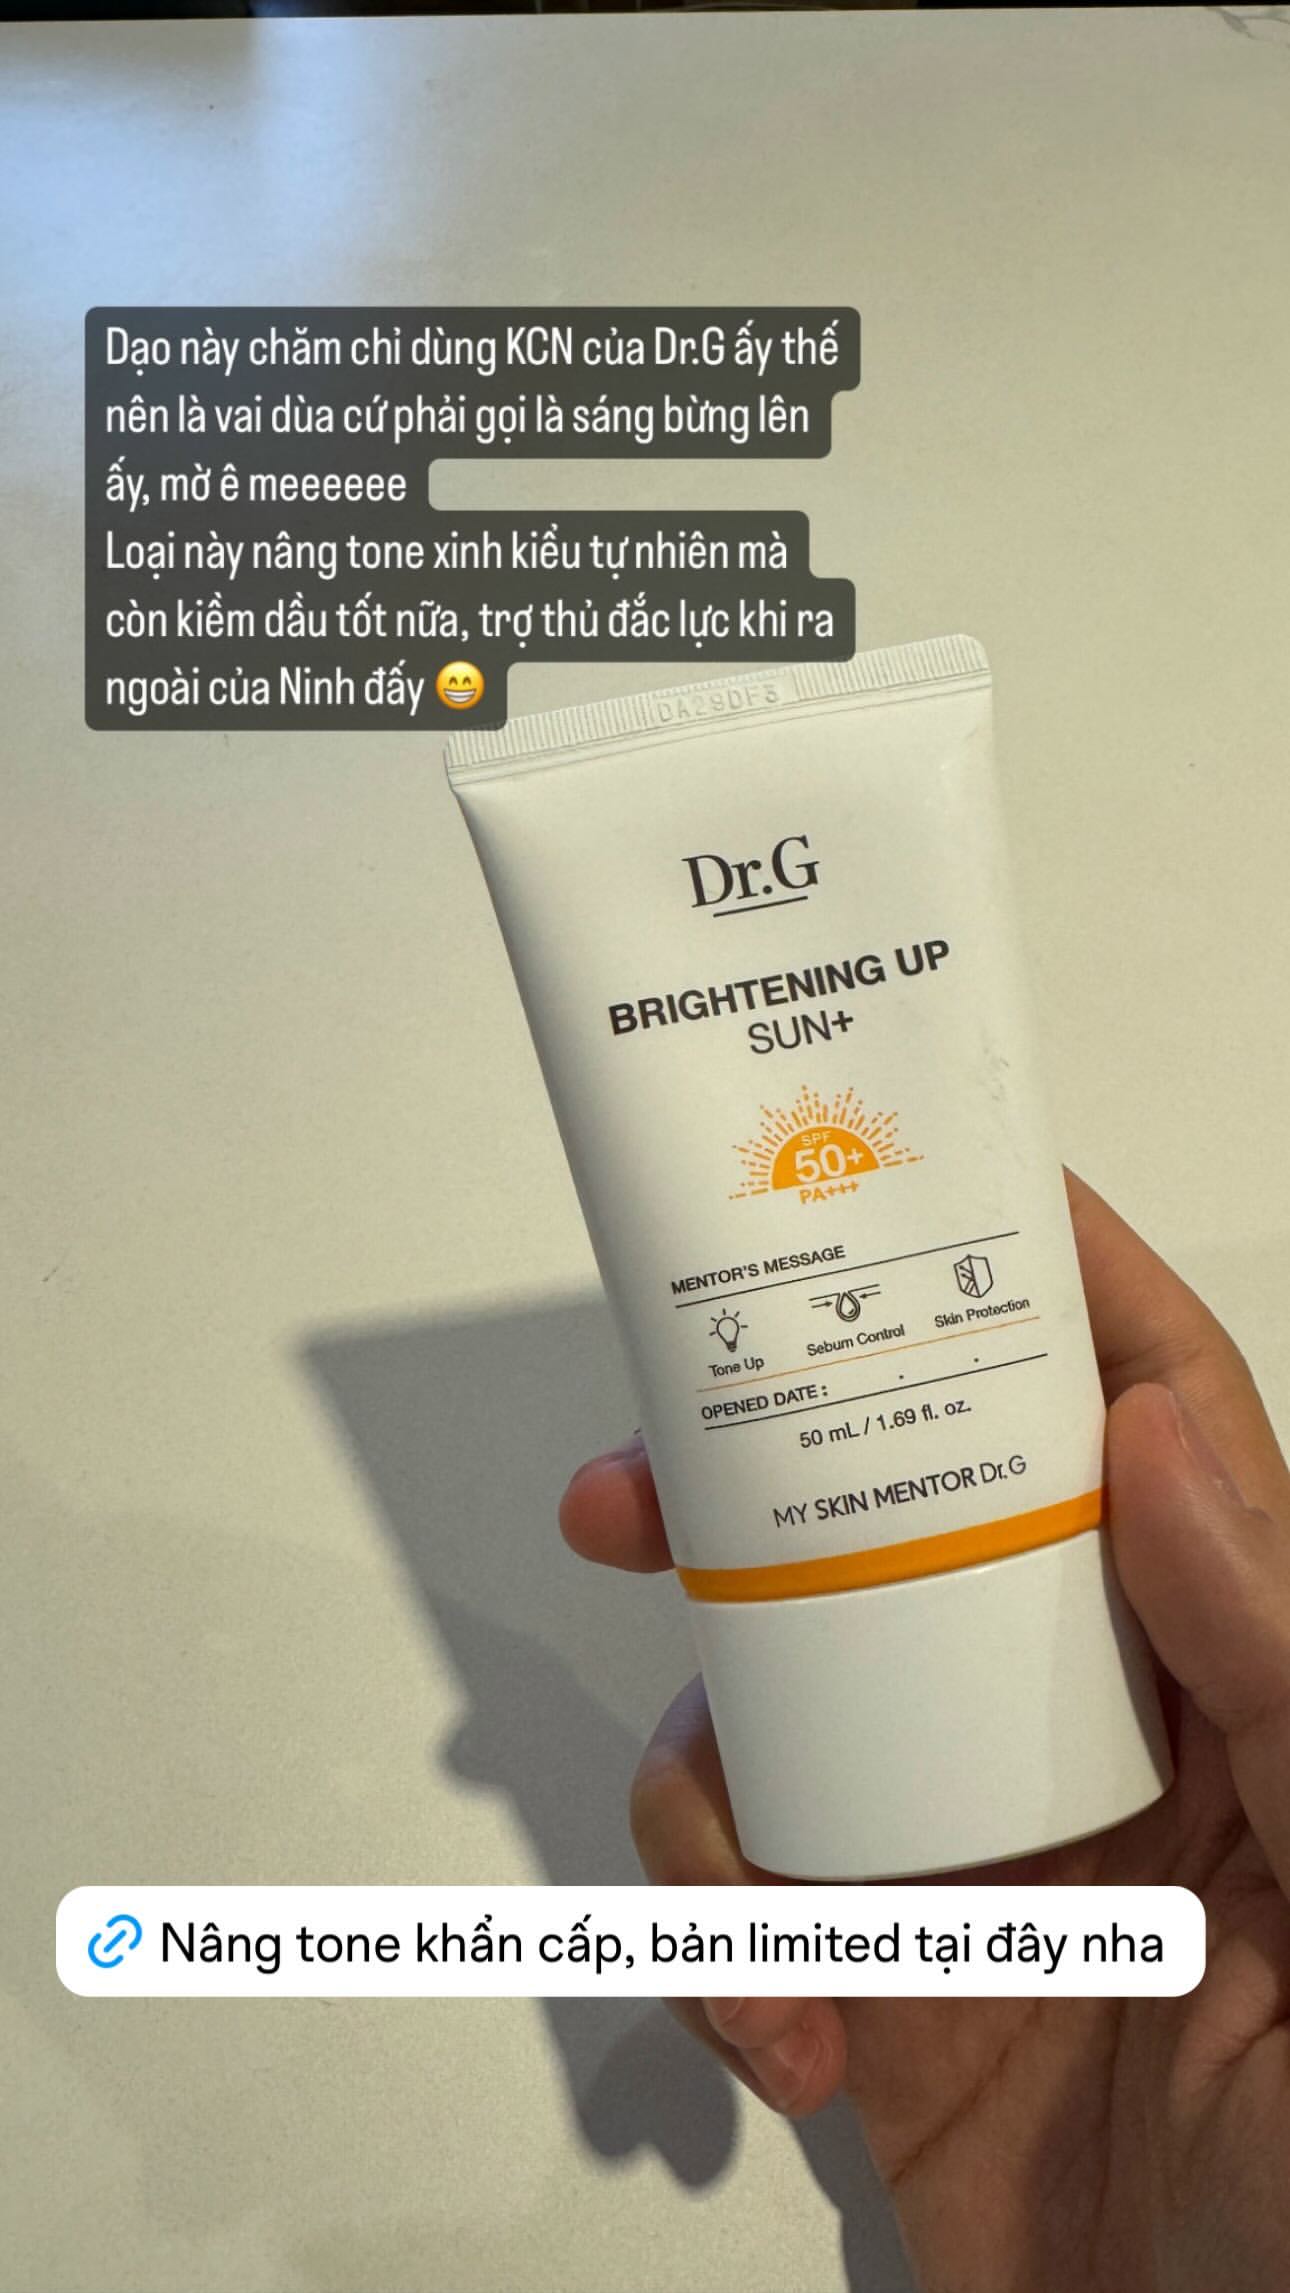 Dạo này chăm chỉ dùng KCN của Dr.G ấy thế
nên là vai dùa cứ phải gọi là sáng bừng lên
ấy, mờ ê meeeeee
Loại này nâng tone xinh kiểu tự nhiên mà
còn kiềm dầu tốt nữa, trợ thủ đắc lực khi ra
ngoài của Ninh đấy 😁
DA29DF3
Dr.G
BRIGHTENING UP
SUN+
SPF
50+
PA+++
MENTOR'S MESSAGE
Tone Up
Sebum Control
Skin Protection
OPENED DATE : . .
50 mL / 1.69 fl. oz.
MY SKIN MENTOR Dr.G
Nâng tone khẩn cấp, bản limited tại đây nha